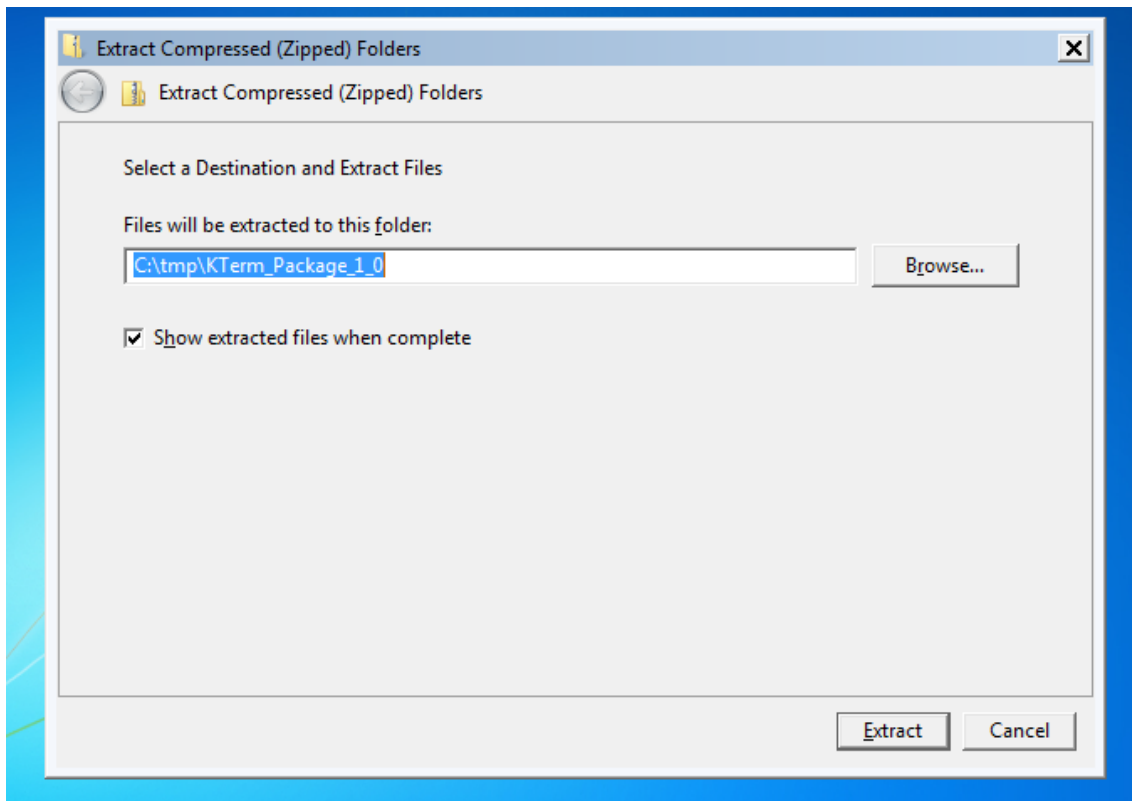 Extract Compressed (Zipped) Folders
Extract Compressed (Zipped) Folders
Select a Destination and Extract Files
Files will be extracted to this folder:
C:\tmp\KTerm_Package_1_0
Browse...
Show extracted files when complete
Extract Cancel